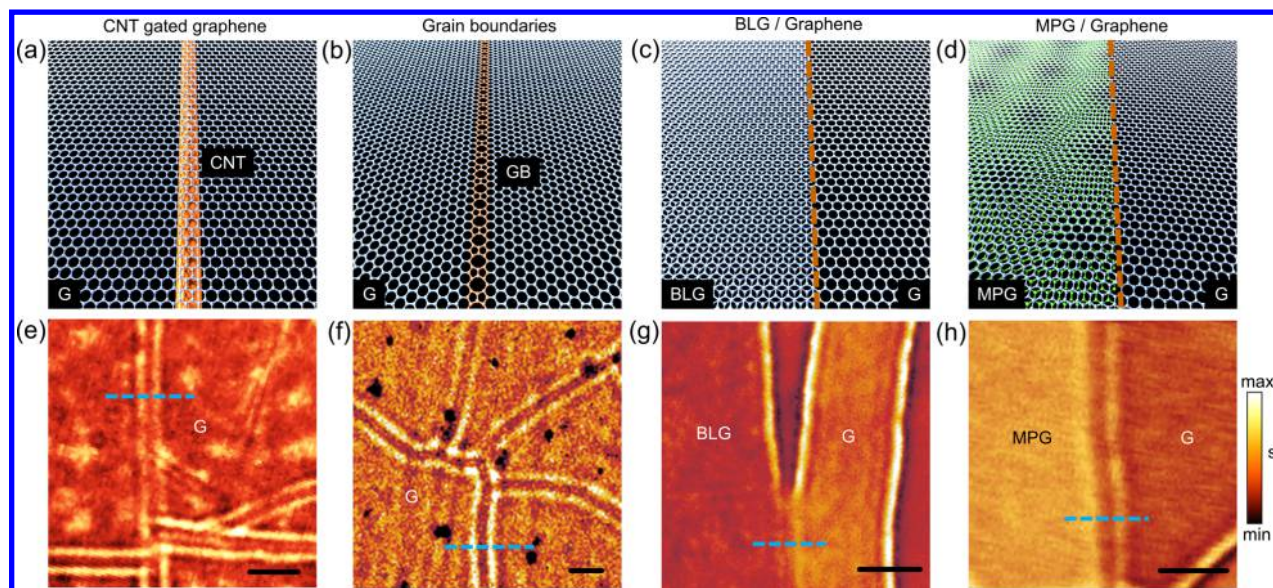 CNT gated graphene
Grain boundaries
BLG / Graphene
MPG / Graphene
(a)
(b)
(c)
(d)
CNT
GB
G
G
BLG
G
MPG
G
(e)
(f)
(g)
(h)
max
G
BLG
G
MPG
G
s
G
min